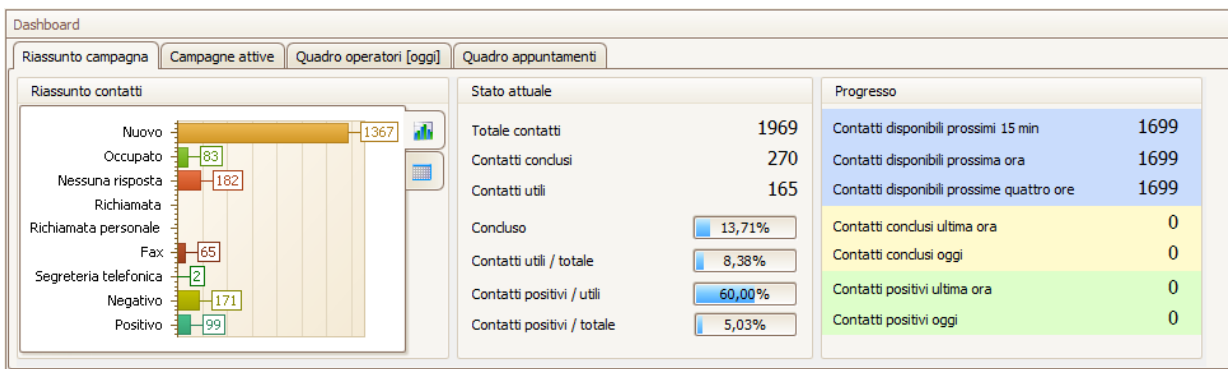 Dashboard
Riassunto campagna Campagne attive Quadro operatori [oggi] Quadro appuntamenti
Riassunto contatti
Nuovo 1367
Occupato 83
Nessuna risposta 182
Richiamata
Richiamata personale
Fax 65
Segreteria telefonica 2
Negativo 171
Positivo 99
Stato attuale
Totale contatti 1969
Contatti conclusi 270
Contatti utili 165
Concluso 13,71%
Contatti utili / totale 8,38%
Contatti positivi / utili 60,00%
Contatti positivi / totale 5,03%
Progresso
Contatti disponibili prossimi 15 min 1699
Contatti disponibili prossima ora 1699
Contatti disponibili prossime quattro ore 1699
Contatti conclusi ultima ora 0
Contatti conclusi oggi 0
Contatti positivi ultima ora 0
Contatti positivi oggi 0